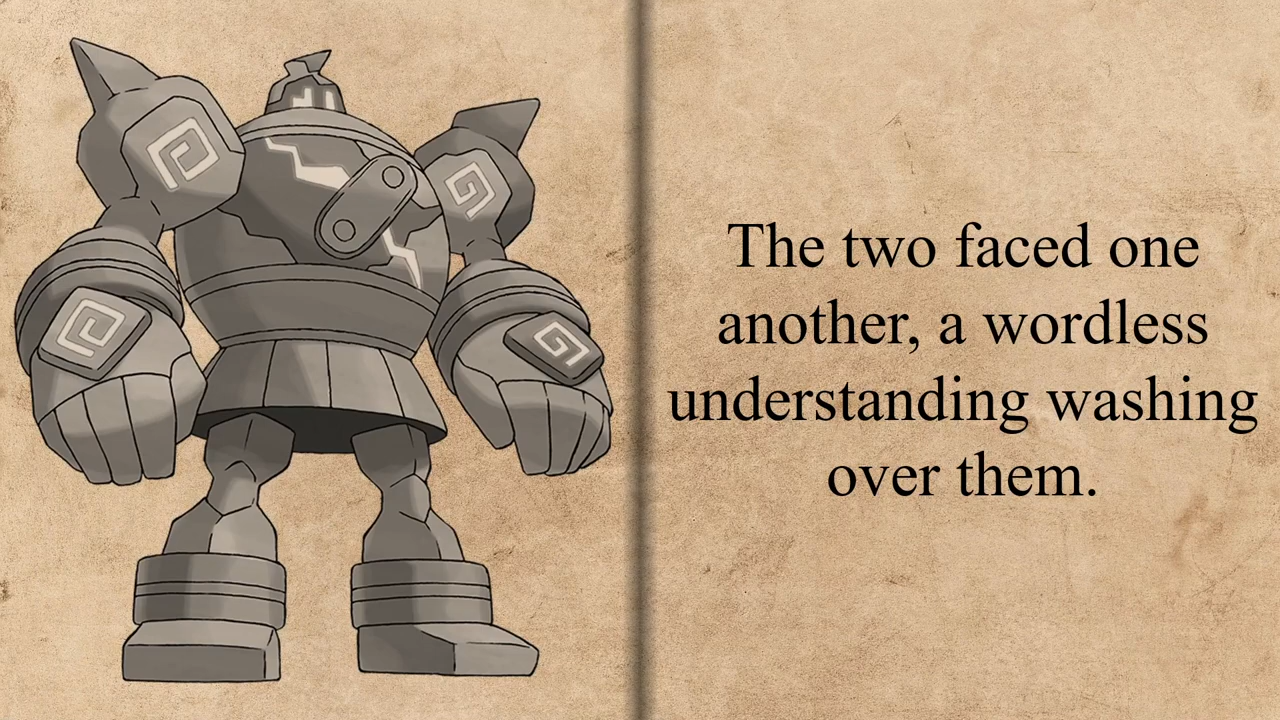 The two faced one
another, a wordless
understanding washing
over them.